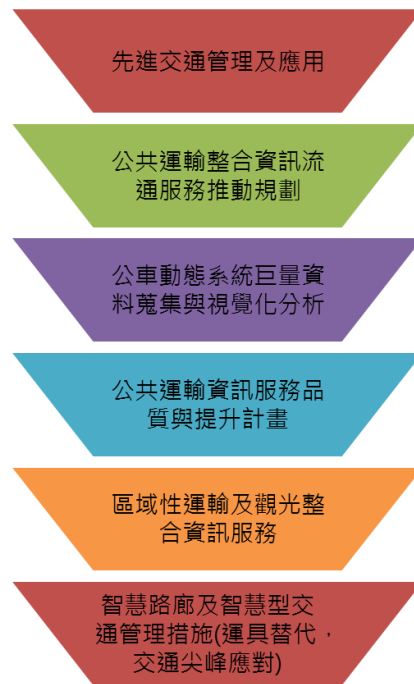 先進交通管理及應用
公共運輸整合資訊流
通服務推動規劃
公車動態系統巨量資
料蒐集與視覺化分析
公共運輸資訊服務品
質與提升計畫
區域性運輸及觀光整
合資訊服務
智慧路廊及智慧型交
通管理措施(運具替代，
交通尖峰應對)